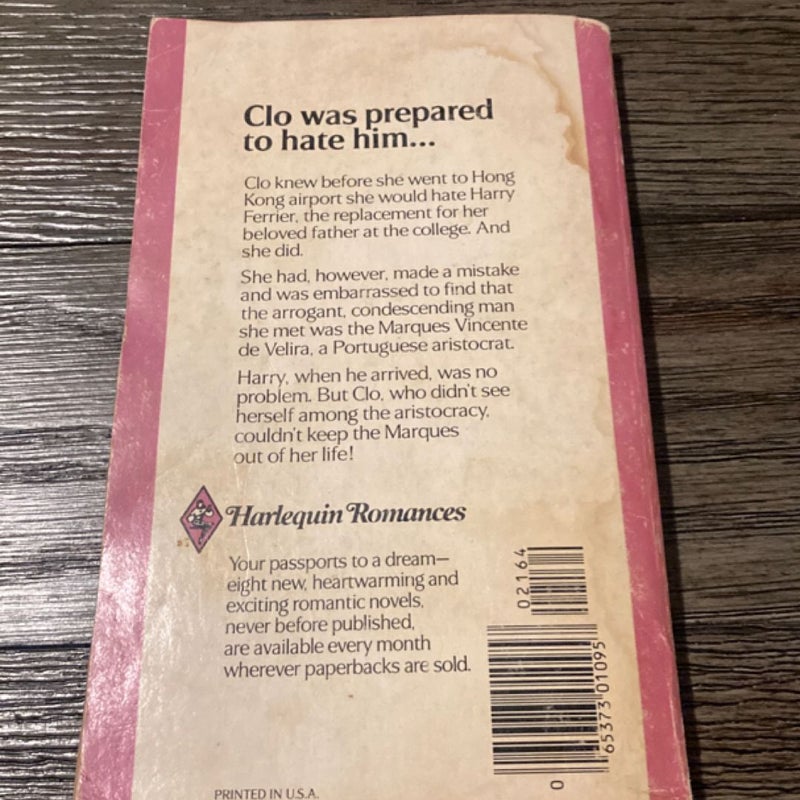 Clo was prepared
to hate him...
Clo knew before she went to Hong
Kong airport she would hate Harry
Ferrier, the replacement for her
beloved father at the college. And
she did.
She had, however, made a mistake
and was embarrassed to find that
the arrogant, condescending man
she met was the Marques Vincente
de Velira, a Portuguese aristocrat.
Harry, when he arrived, was no
problem. But Clo, who didn't see
herself among the aristocracy,
couldn't keep the Marques
out of her life!
Harlequin Romances
Your passports to a dream—
eight new, heartwarming and
exciting romantic novels,
never before published,
are available every month
wherever paperbacks are sold.
02164
0 65373 01095
PRINTED IN U.S.A.